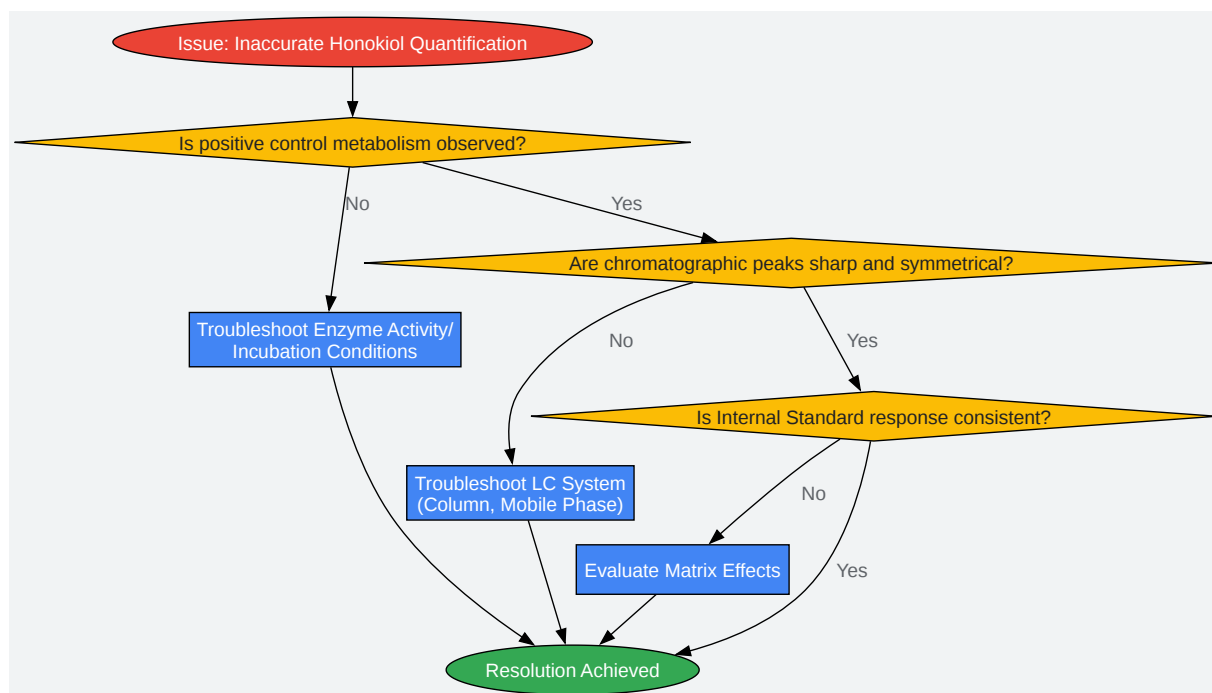 Issue: Inaccurate Honokiol Quantification
Is positive control metabolism observed?
No
Yes
Are chromatographic peaks sharp and symmetrical?
Troubleshoot Enzyme Activity/
Incubation Conditions
No
Yes
Is Internal Standard response consistent?
Troubleshoot LC System
(Column, Mobile Phase)
No
Evaluate Matrix Effects
Yes
Resolution Achieved